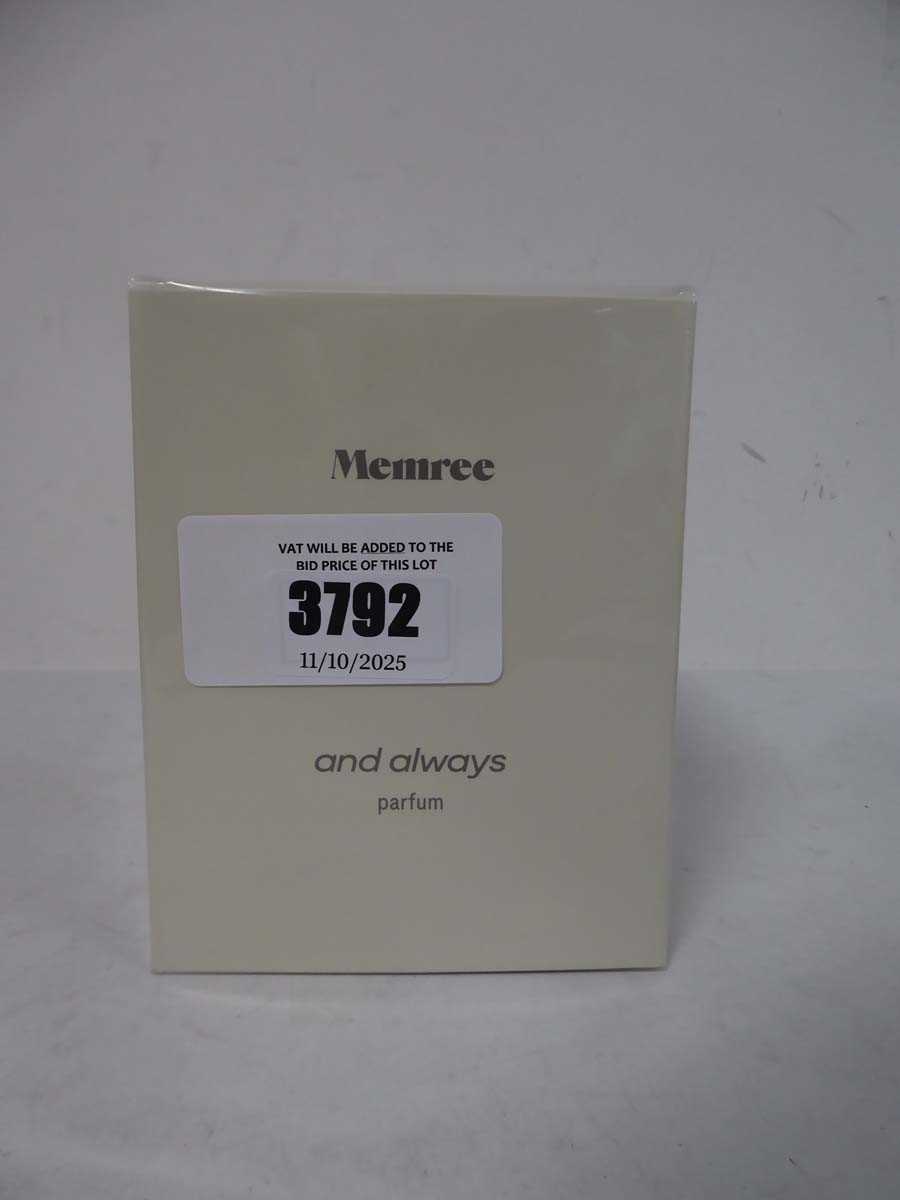 Memree
VAT WILL BE ADDED TO THE
BID PRICE OF THIS LOT
3792
11/10/2025
and always
parfum